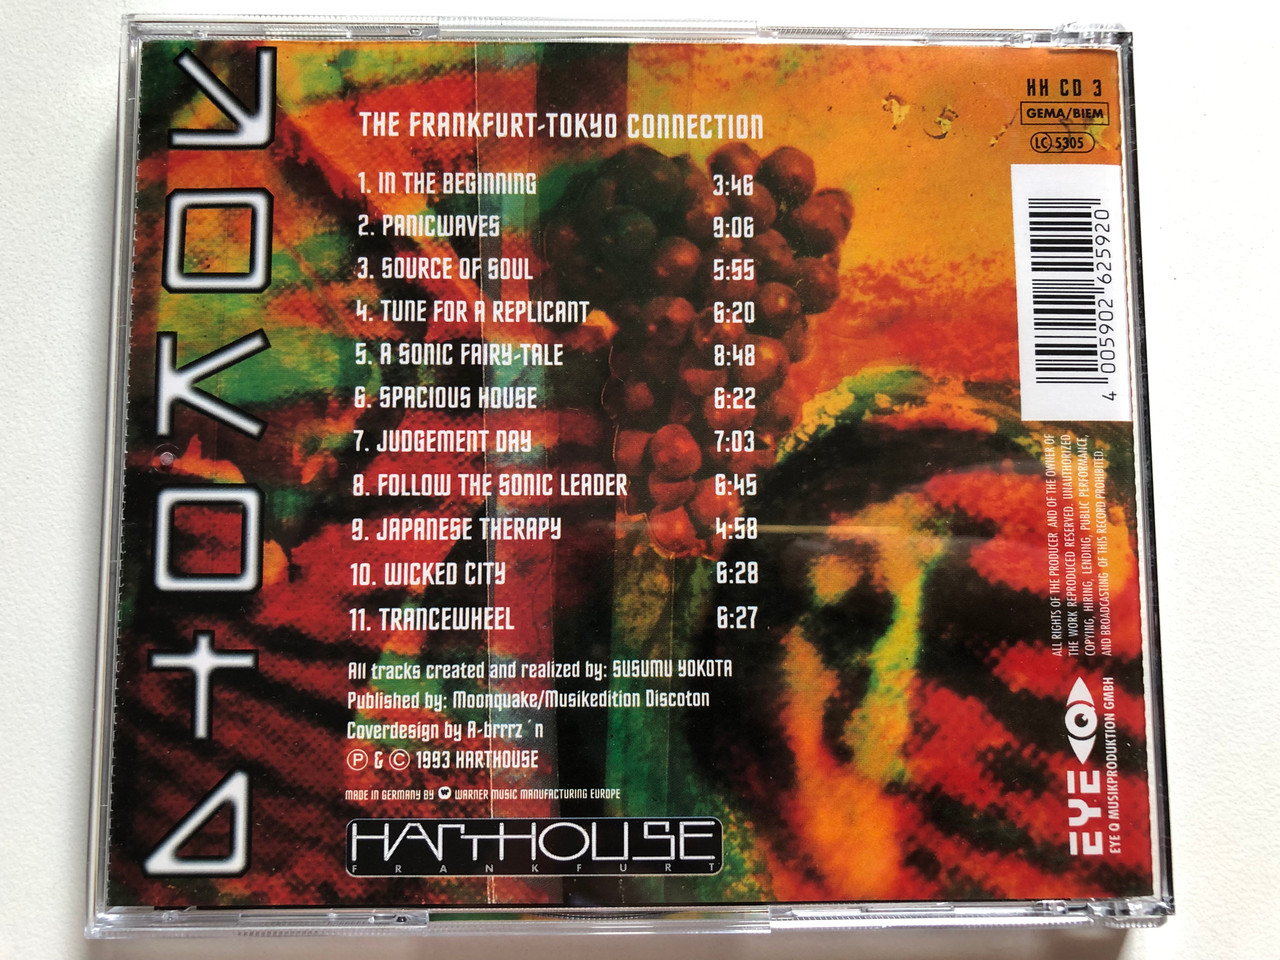 YOKOTA
THE FRANKFURT-TOKYO CONNECTION
1. IN THE BEGINNING 3:46
2. PANICWAVES 9:06
3. SOURCE OF SOUL 5:55
4. TUNE FOR A REPLICANT 6:20
5. A SONIC FAIRY-TALE 8:48
6. SPACIOUS HOUSE 6:22
7. JUDGEMENT DAY 7:03
8. FOLLOW THE SONIC LEADER 6:45
9. JAPANESE THERAPY 4:58
10. WICKED CITY 6:28
11. TRANCEWHEEL 6:27
All tracks created and realized by: SUSUMU YOKOTA
Published by: Moonquake/Musikedition Discoton
Coverdesign by A-brrrz´n
Ⓟ & © 1993 HARTHOUSE
MADE IN GERMANY BY WARNER MUSIC MANUFACTURING EUROPE
HARTHOUSE
FRANKFURT
HH CD 3
GEMA/BIEM
LC 5305
4 005902 625920
ALL RIGHTS OF THE PRODUCER AND OF THE OWNER OF
THE WORK REPRODUCED RESERVED. UNAUTHORIZED
COPYING, HIRING, LENDING, PUBLIC PERFORMANCE,
AND BROADCASTING OF THIS RECORD PROHIBITED.
EYE Q
EYE Q MUSIKPRODUKTION GMBH